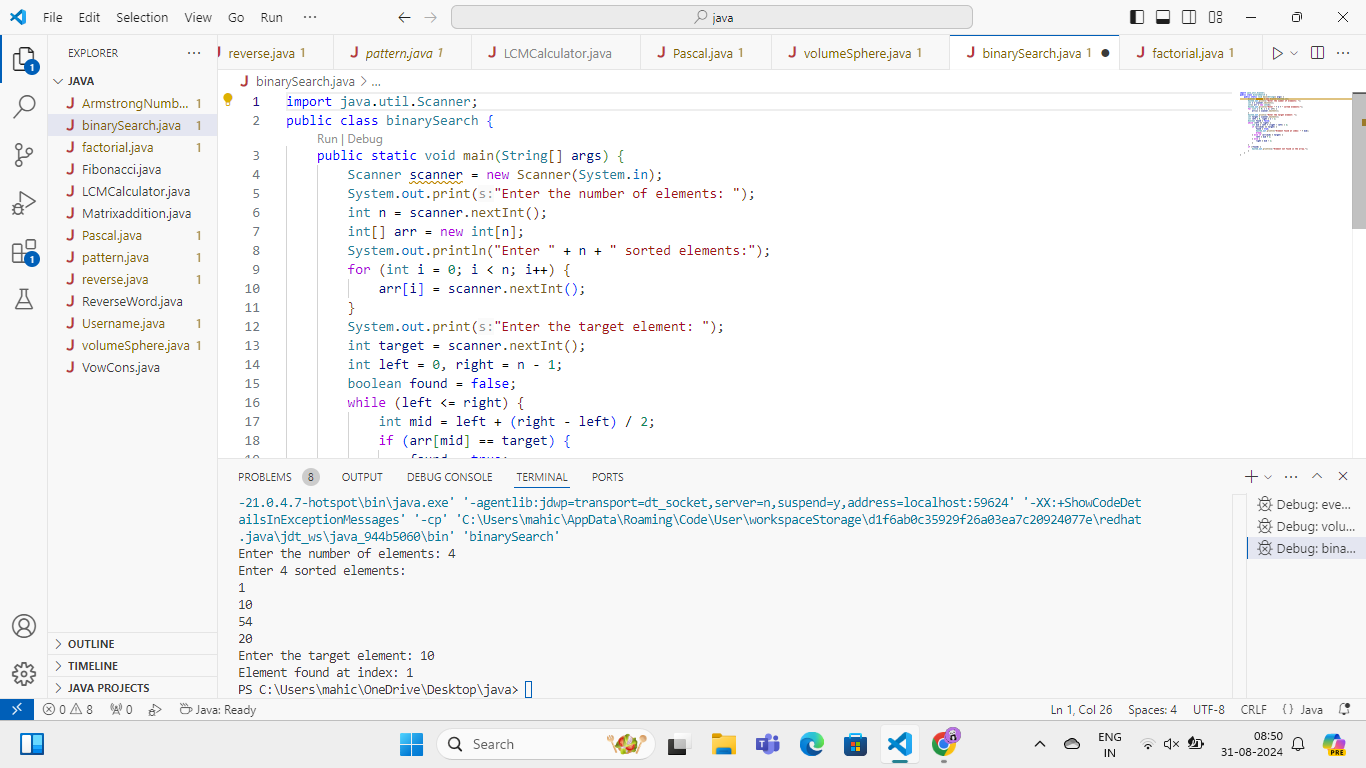 File Edit Selection View Go Run ··· java
EXPLORER ···
JAVA
ArmstrongNumb... 1
binarySearch.java 1
factorial.java 1
Fibonacci.java
LCMCalculator.java
Matrixaddition.java
Pascal.java 1
pattern.java 1
reverse.java 1
ReverseWord.java
Username.java 1
volumeSphere.java 1
VowCons.java
OUTLINE
TIMELINE
JAVA PROJECTS
reverse.java 1 pattern.java 1 LCMCalculator.java Pascal.java 1 volumeSphere.java 1 binarySearch.java 1 factorial.java 1
binarySearch.java > ...
1 import java.util.Scanner;
2 public class binarySearch {
Run | Debug
3 public static void main(String[] args) {
4 Scanner scanner = new Scanner(System.in);
5 System.out.print(s:"Enter the number of elements: ");
6 int n = scanner.nextInt();
7 int[] arr = new int[n];
8 System.out.println("Enter " + n + " sorted elements:");
9 for (int i = 0; i < n; i++) {
10 arr[i] = scanner.nextInt();
11 }
12 System.out.print(s:"Enter the target element: ");
13 int target = scanner.nextInt();
14 int left = 0, right = n - 1;
15 boolean found = false;
16 while (left <= right) {
17 int mid = left + (right - left) / 2;
18 if (arr[mid] == target) {
PROBLEMS 8 OUTPUT DEBUG CONSOLE TERMINAL PORTS
-21.0.4.7-hotspot\bin\java.exe' '-agentlib:jdwp=transport=dt_socket,server=n,suspend=y,address=localhost:59624' '-XX:+ShowCodeDet
ailsInExceptionMessages' '-cp' 'C:\Users\mahic\AppData\Roaming\Code\User\workspaceStorage\d1f6ab0c35929f26a03ea7c20924077e\redhat
.java\jdt_ws\java_944b5060\bin' 'binarySearch'
Enter the number of elements: 4
Enter 4 sorted elements:
1
10
54
20
Enter the target element: 10
Element found at index: 1
PS C:\Users\mahic\OneDrive\Desktop\java>
Debug: eve...
Debug: volu...
Debug: bina...
0 8 0 Java: Ready Ln 1, Col 26 Spaces: 4 UTF-8 CRLF {} Java
Search
ENG
IN
08:50
31-08-2024
PRE